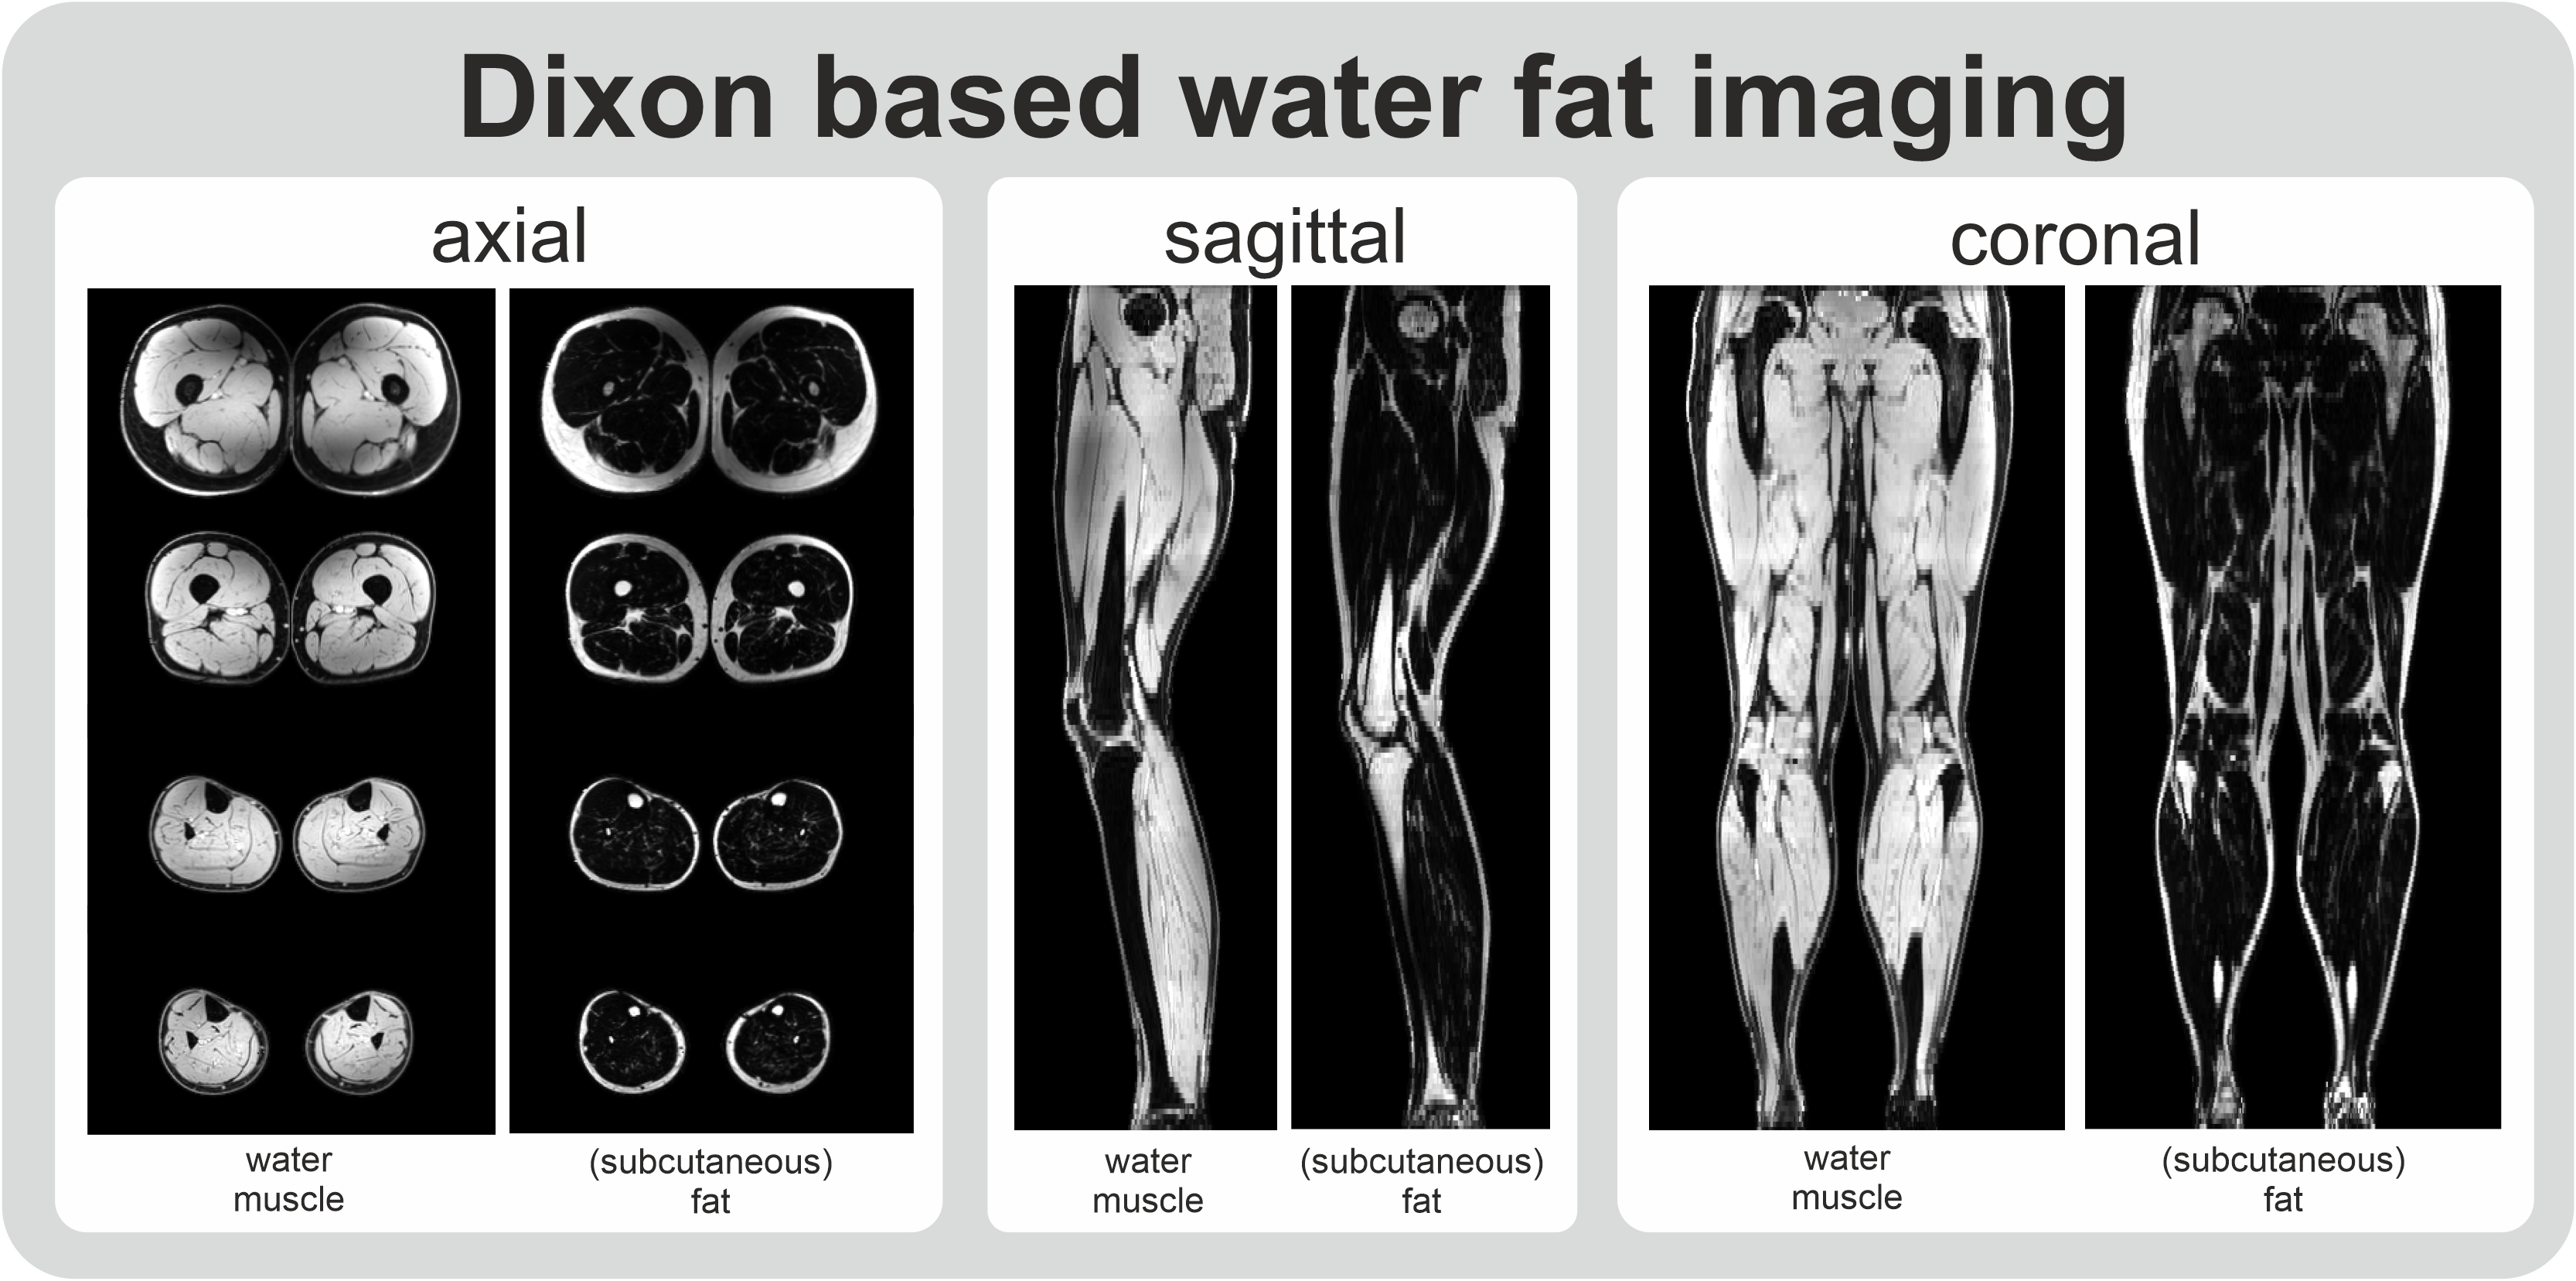 Dixon based water fat imaging
axial
water
muscle
(subcutaneous)
fat
sagittal
water
muscle
(subcutaneous)
fat
coronal
water
muscle
(subcutaneous)
fat